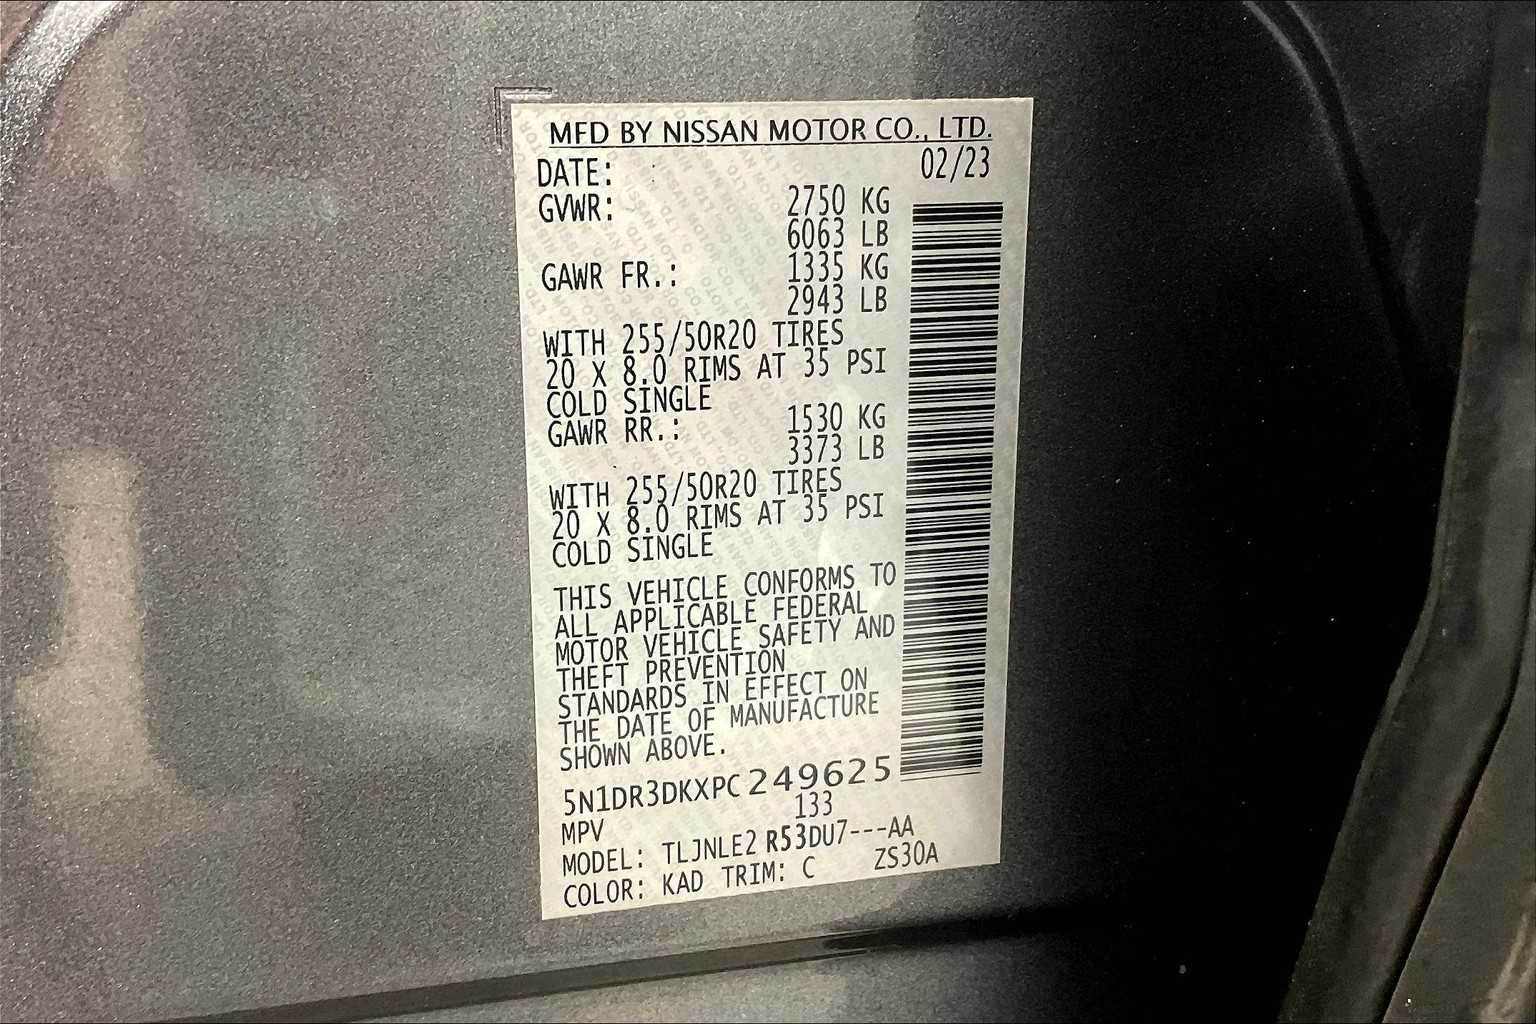 MFD BY NISSAN MOTOR CO., LTD.
DATE: 02/23
GVWR: 2750 KG
6063 LB
GAWR FR.: 1335 KG
2943 LB
WITH 255/50R20 TIRES
20 X 8.0 RIMS AT 35 PSI
COLD SINGLE
GAWR RR.: 1530 KG
3373 LB
WITH 255/50R20 TIRES
20 X 8.0 RIMS AT 35 PSI
COLD SINGLE
THIS VEHICLE CONFORMS TO
ALL APPLICABLE FEDERAL
MOTOR VEHICLE SAFETY AND
THEFT PREVENTION
STANDARDS IN EFFECT ON
THE DATE OF MANUFACTURE
SHOWN ABOVE.
5N1DR3DKXPC249625
133
MPV
MODEL: TLJNLE2 R53DU7---AA
COLOR: KAD TRIM: C ZS30A